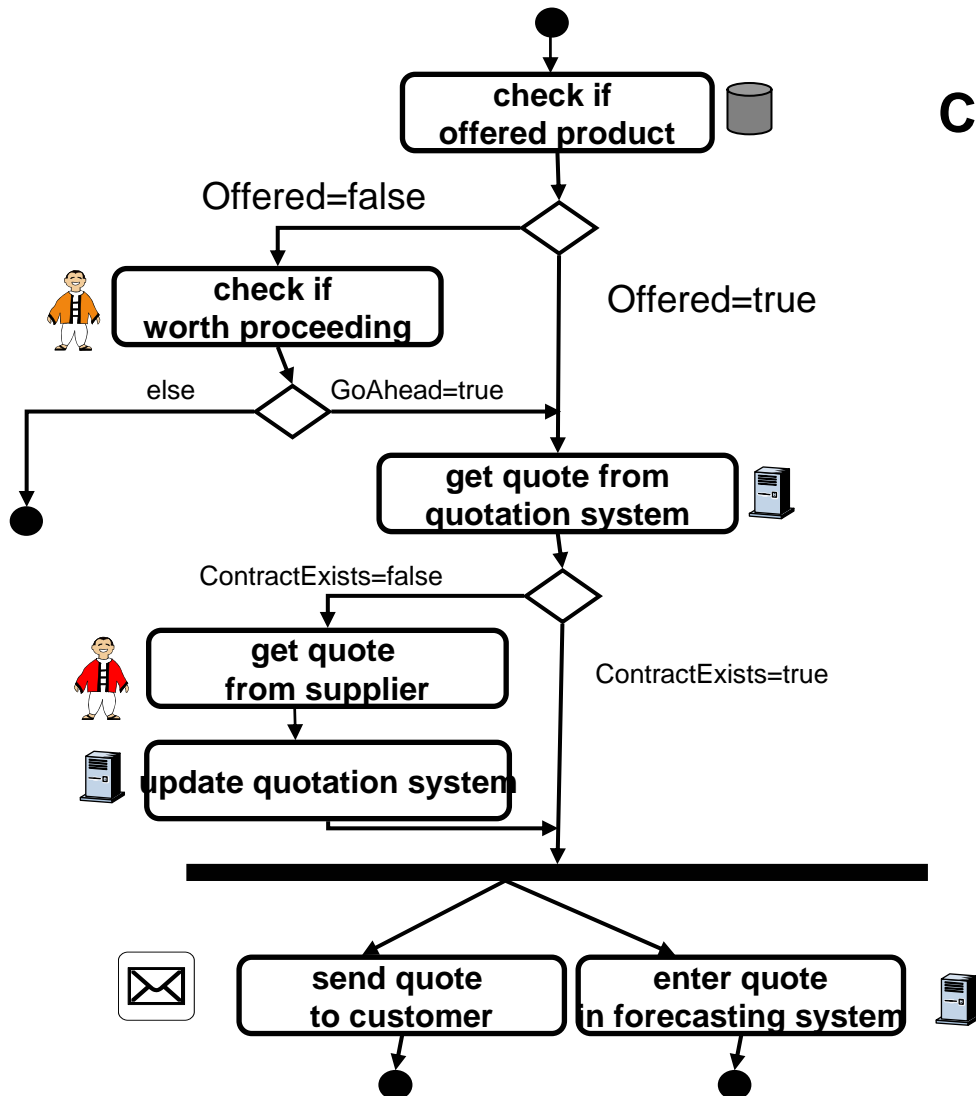 check if
offered product
C
Offered=false
check if
worth proceeding
Offered=true
else
GoAhead=true
get quote from
quotation system
ContractExists=false
get quote
from supplier
ContractExists=true
update quotation system
send quote
to customer
enter quote
in forecasting system